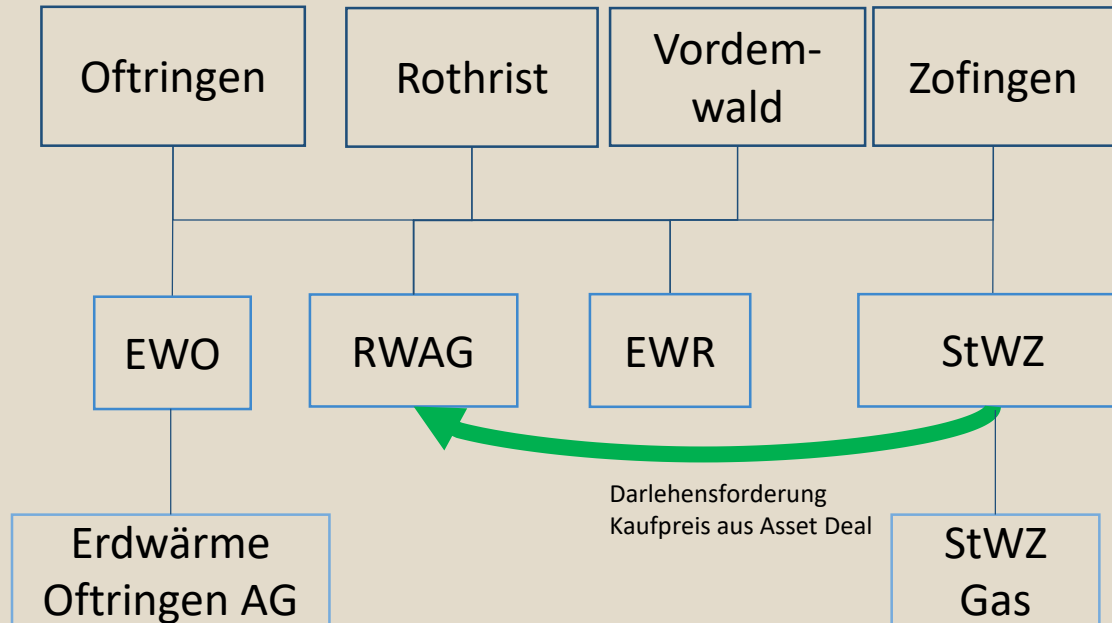 Oftringen
Rothrist
Vordem-
wald
Zofingen
EWO
RWAG
EWR
StWZ
Darlehensforderung
Kaufpreis aus Asset Deal
Erdwärme
Oftringen AG
StWZ
Gas